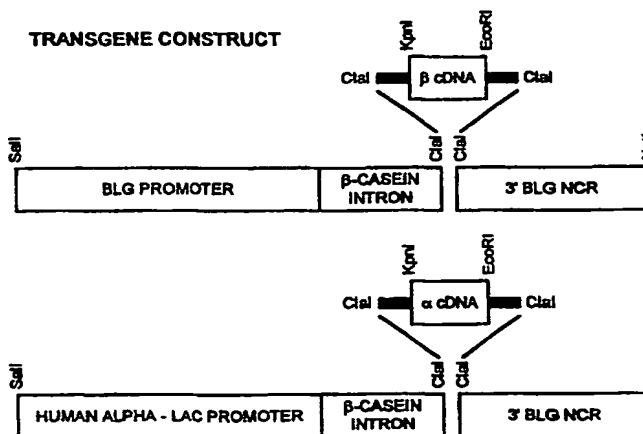 TRANSGENE CONSTRUCT
KpnI
EcoRI
ClaI
β cDNA
ClaI
SalI
ClaI
ClaI
BLG PROMOTER
β-CASEIN
INTRON
3' BLG NCR
KpnI
EcoRI
ClaI
α cDNA
ClaI
SalI
ClaI
ClaI
HUMAN ALPHA - LAC PROMOTER
β-CASEIN
INTRON
3' BLG NCR